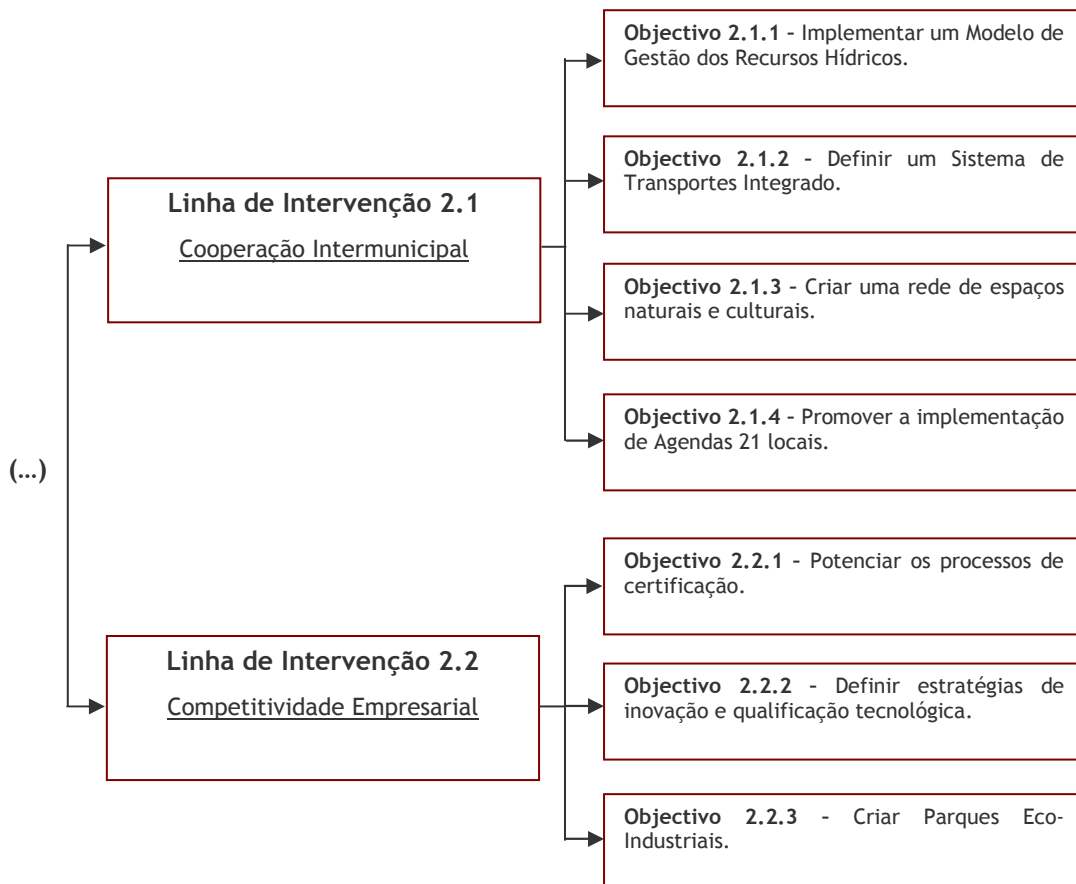 Objectivo 2.1.1 – Implementar um Modelo de
Gestão dos Recursos Hídricos.
Objectivo 2.1.2 – Definir um Sistema de
Transportes Integrado.
Linha de Intervenção 2.1
Cooperação Intermunicipal
Objectivo 2.1.3 – Criar uma rede de espaços
naturais e culturais.
Objectivo 2.1.4 – Promover a implementação
de Agendas 21 locais.
(…)
Objectivo 2.2.1 – Potenciar os processos de
certificação.
Linha de Intervenção 2.2
Competitividade Empresarial
Objectivo 2.2.2 – Definir estratégias de
inovação e qualificação tecnológica.
Objectivo 2.2.3 – Criar Parques Eco-
Industriais.